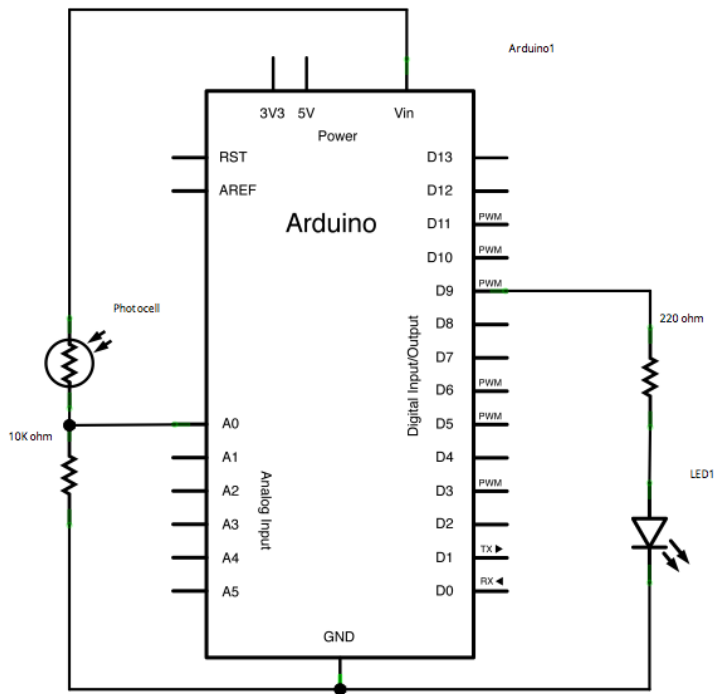 Arduino1
3V3 5V Vin
Power
RST D13
AREF D12
D11 PWM
Arduino
D10 PWM
D9 PWM
Photocell
D8
220 ohm
D7
D6 PWM
Digital Input/Output
A0 D5 PWM
10K ohm
A1 D4
LED1
A2 D3 PWM
Analog Input
A3 D2
A4 D1 TX ▶
A5 D0 RX ◀
GND